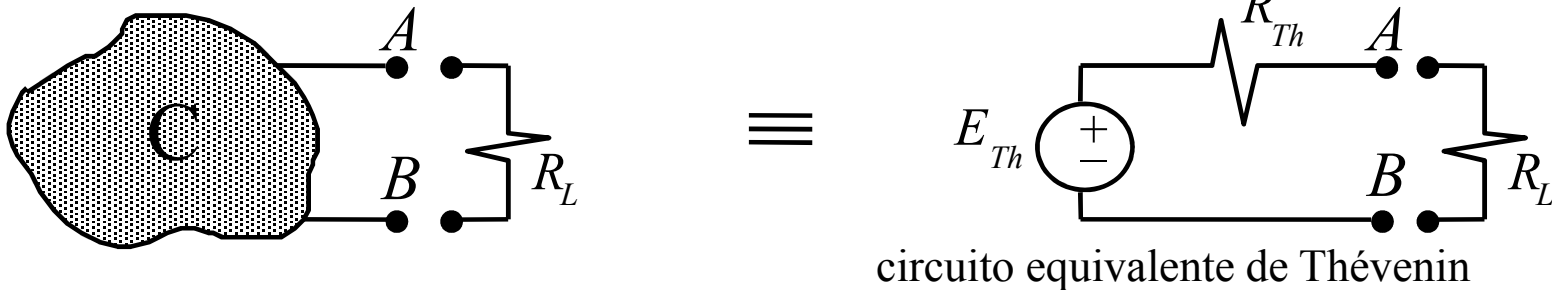 C
A
B
R_L
≡
E_Th
+
−
R_Th
A
B
R_L
circuito equivalente de Thévenin